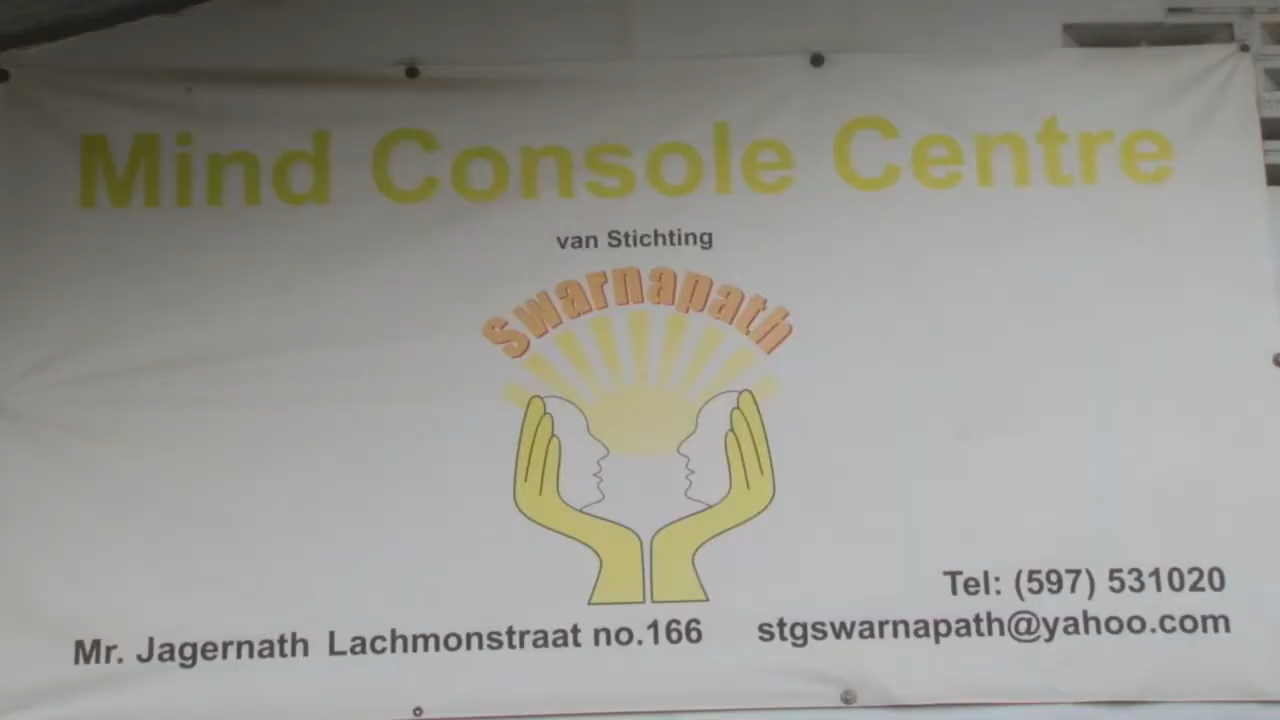 Mind Console Centre
van Stichting
Swarnapath
Tel: (597) 531020
Mr. Jagernath Lachmonstraat no.166
stgswarnapath@yahoo.com